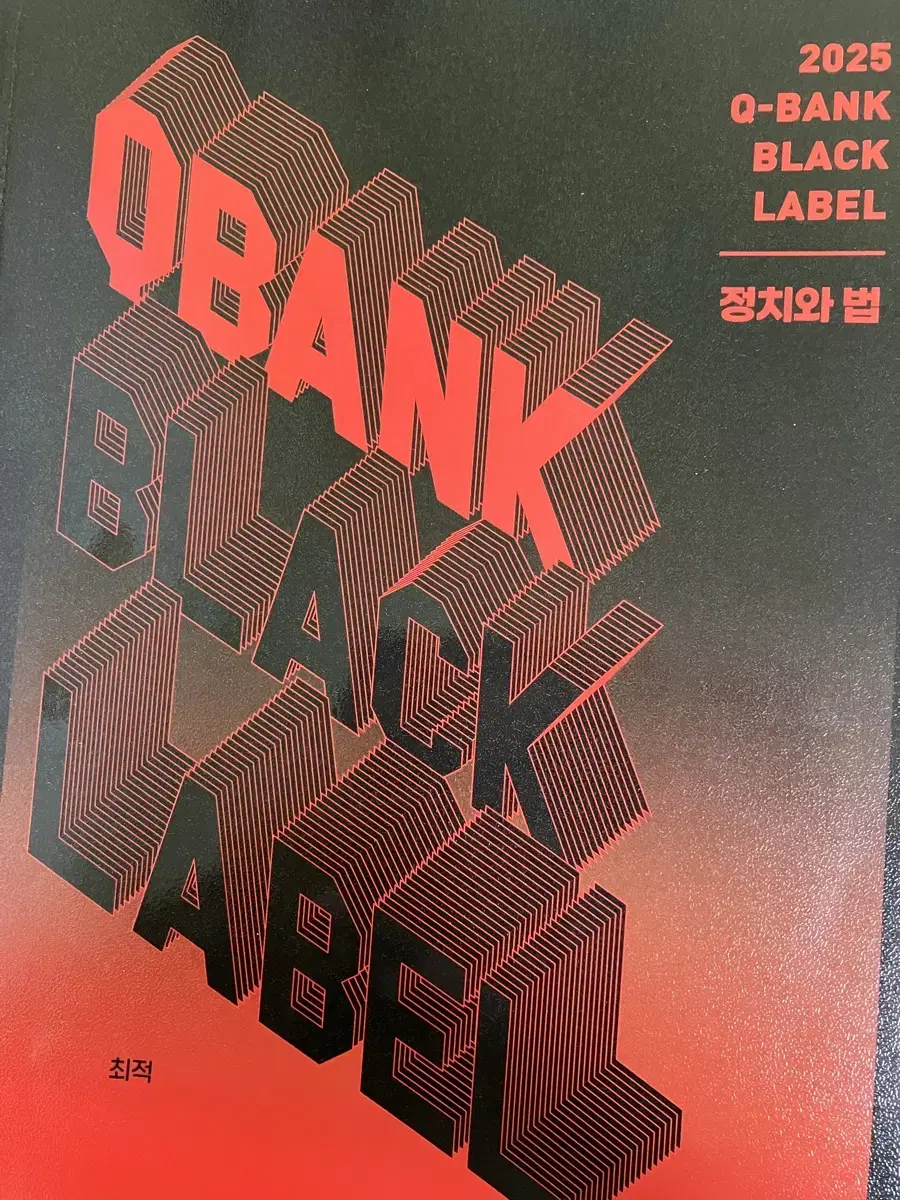 2025
Q-BANK
BLACK
LABEL
정치와 법
QBANK
BLACK
LABEL
최적